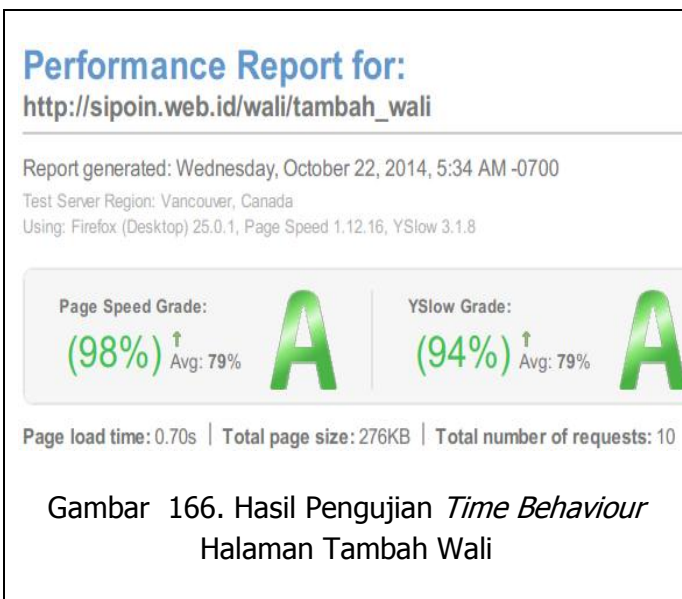 Performance Report for:
http://sipoin.web.id/wali/tambah_wali
Report generated: Wednesday, October 22, 2014, 5:34 AM -0700
Test Server Region: Vancouver, Canada
Using: Firefox (Desktop) 25.0.1, Page Speed 1.12.16, YSlow 3.1.8
Page Speed Grade:
(98%) Avg: 79% A
YSlow Grade:
(94%) Avg: 79% A
Page load time: 0.70s | Total page size: 276KB | Total number of requests: 10
Gambar 166. Hasil Pengujian Time Behaviour
Halaman Tambah Wali